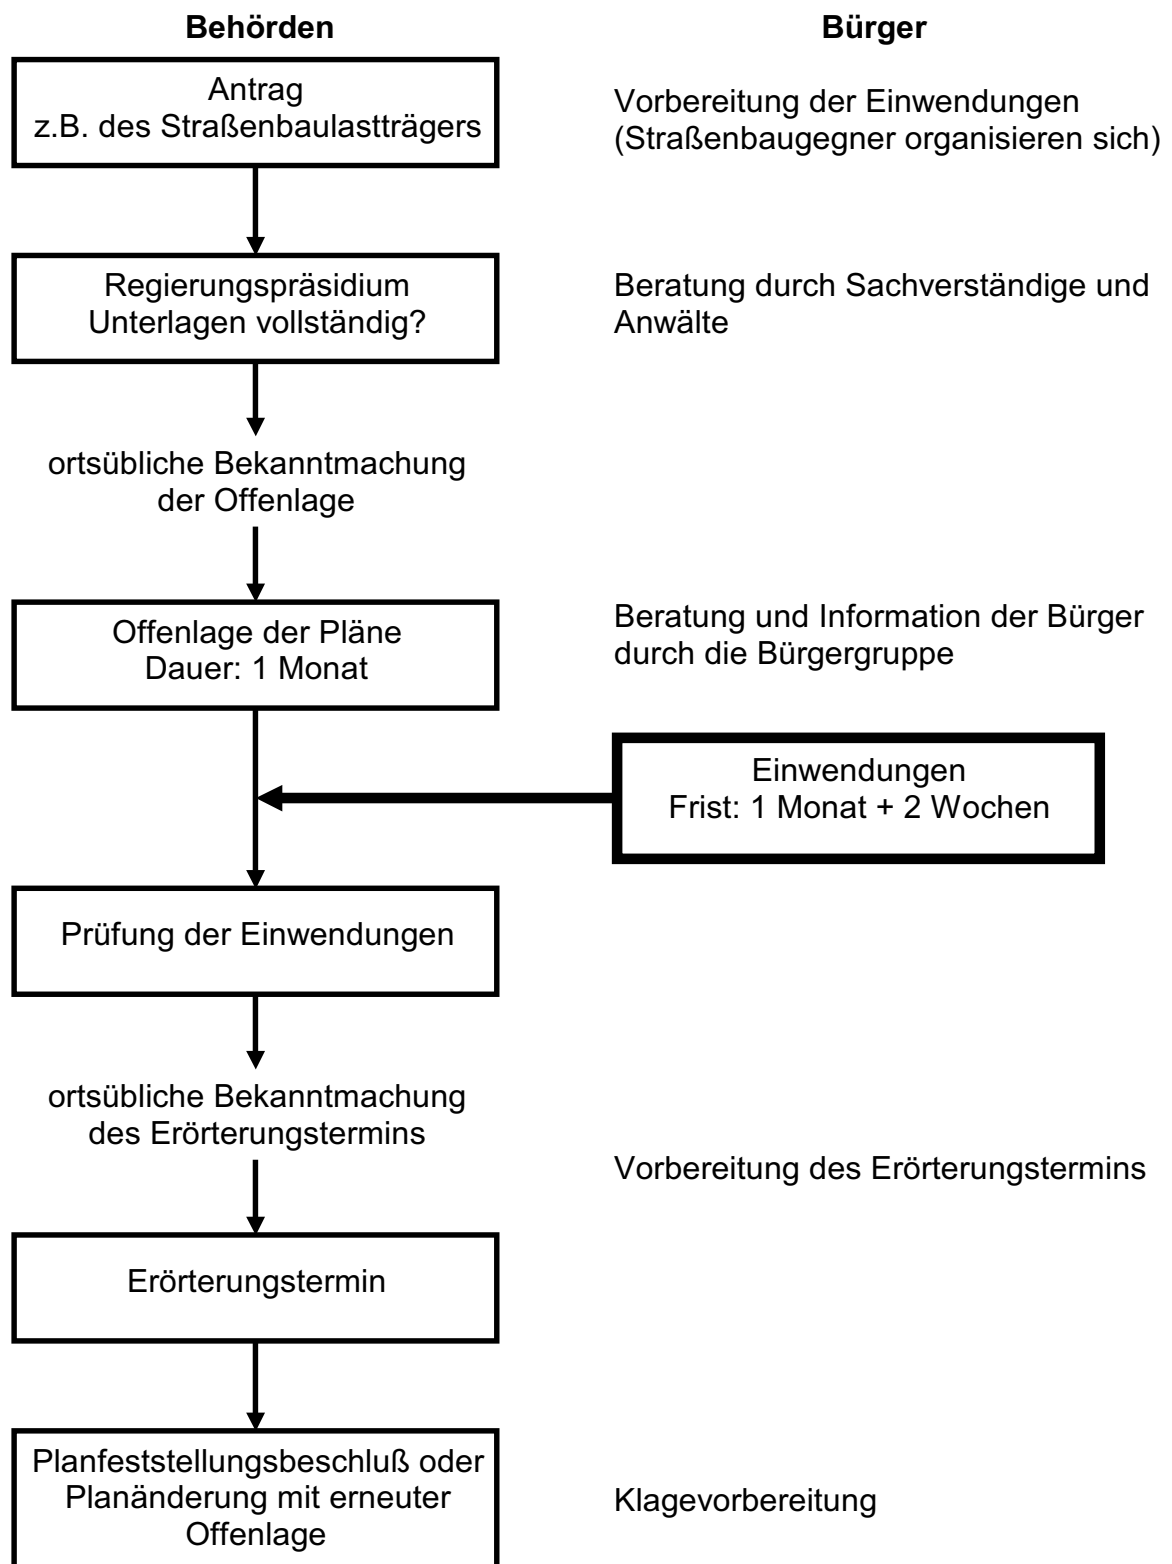 Behörden
Bürger
Antrag
z.B. des Straßenbaulastträgers
Vorbereitung der Einwendungen
(Straßenbaugegner organisieren sich)
Regierungspräsidium
Unterlagen vollständig?
Beratung durch Sachverständige und
Anwälte
ortsübliche Bekanntmachung
der Offenlage
Offenlage der Pläne
Dauer: 1 Monat
Beratung und Information der Bürger
durch die Bürgergruppe
Einwendungen
Frist: 1 Monat + 2 Wochen
Prüfung der Einwendungen
ortsübliche Bekanntmachung
des Erörterungstermins
Vorbereitung des Erörterungstermins
Erörterungstermin
Planfeststellungsbeschluß oder
Planänderung mit erneuter
Offenlage
Klagevorbereitung